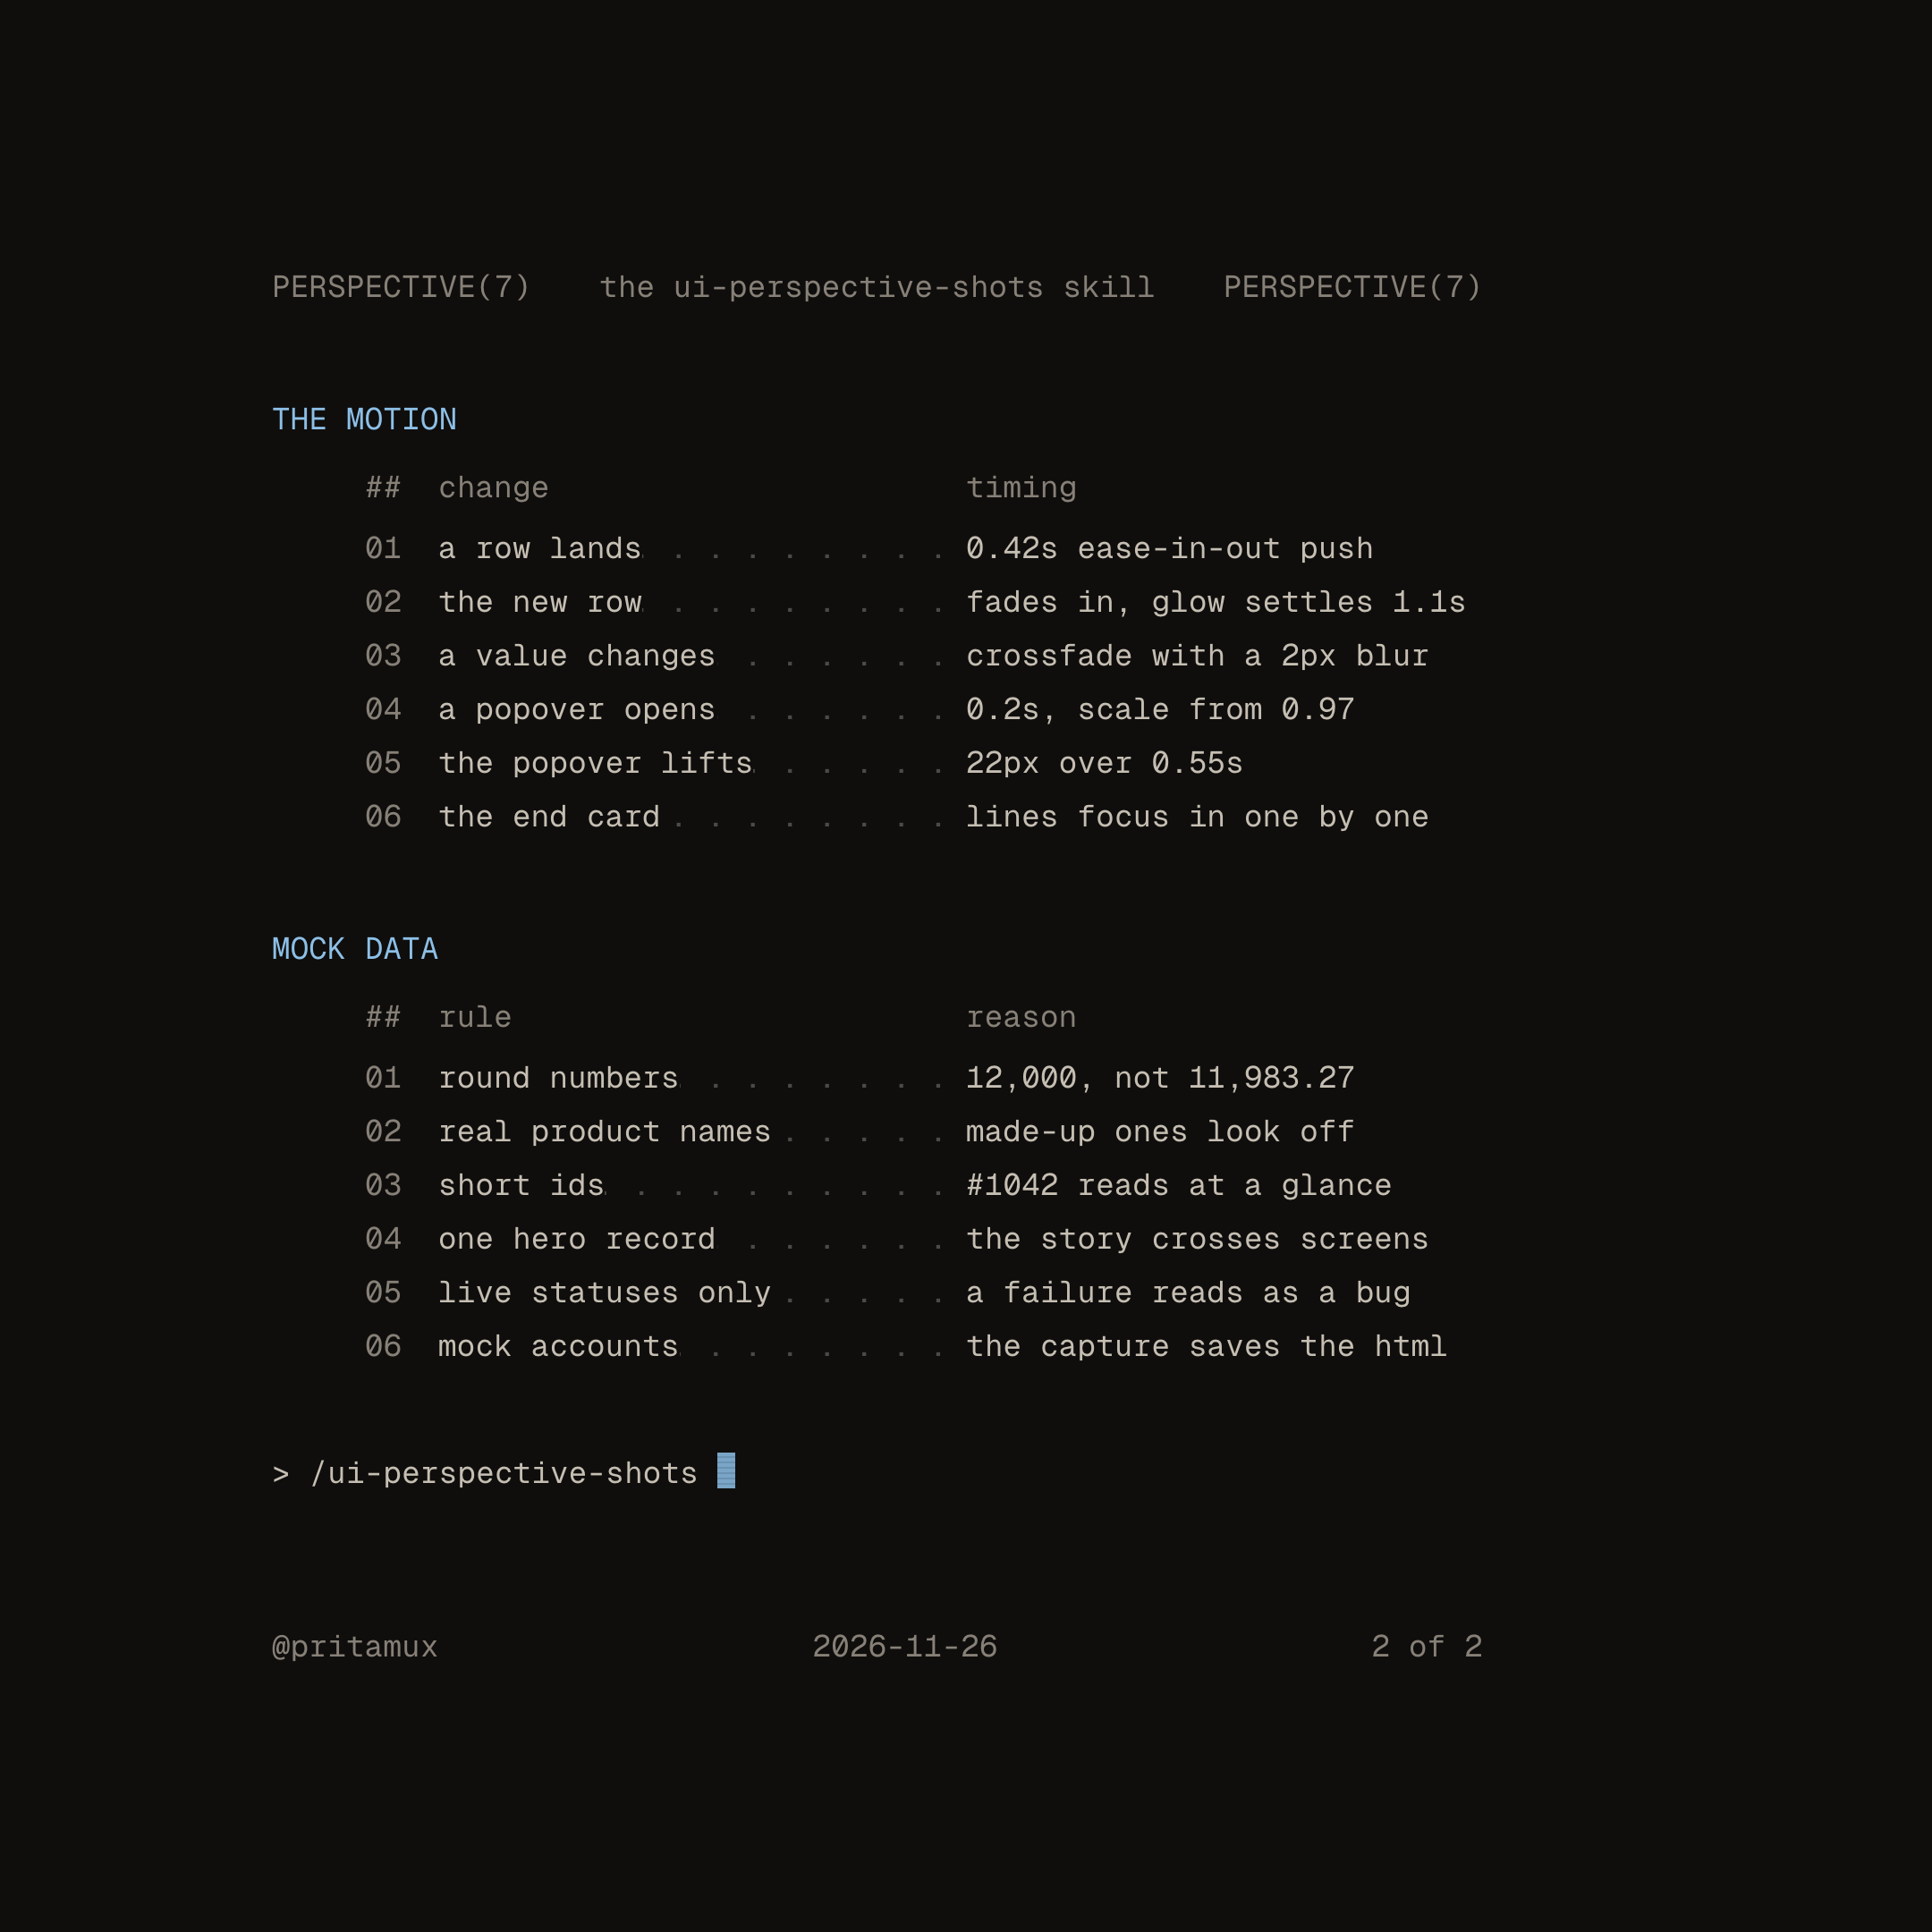 PERSPECTIVE(7) the ui-perspective-shots skill PERSPECTIVE(7)
THE MOTION
## change timing
01 a row lands . . . . . . . . 0.42s ease-in-out push
02 the new row . . . . . . . . fades in, glow settles 1.1s
03 a value changes . . . . . . crossfade with a 2px blur
04 a popover opens . . . . . . 0.2s, scale from 0.97
05 the popover lifts . . . . . 22px over 0.55s
06 the end card . . . . . . . . lines focus in one by one
MOCK DATA
## rule reason
01 round numbers . . . . . . . 12,000, not 11,983.27
02 real product names . . . . . made-up ones look off
03 short ids . . . . . . . . . #1042 reads at a glance
04 one hero record . . . . . . the story crosses screens
05 live statuses only . . . . . a failure reads as a bug
06 mock accounts . . . . . . . the capture saves the html
> /ui-perspective-shots
@pritamux 2026-11-26 2 of 2